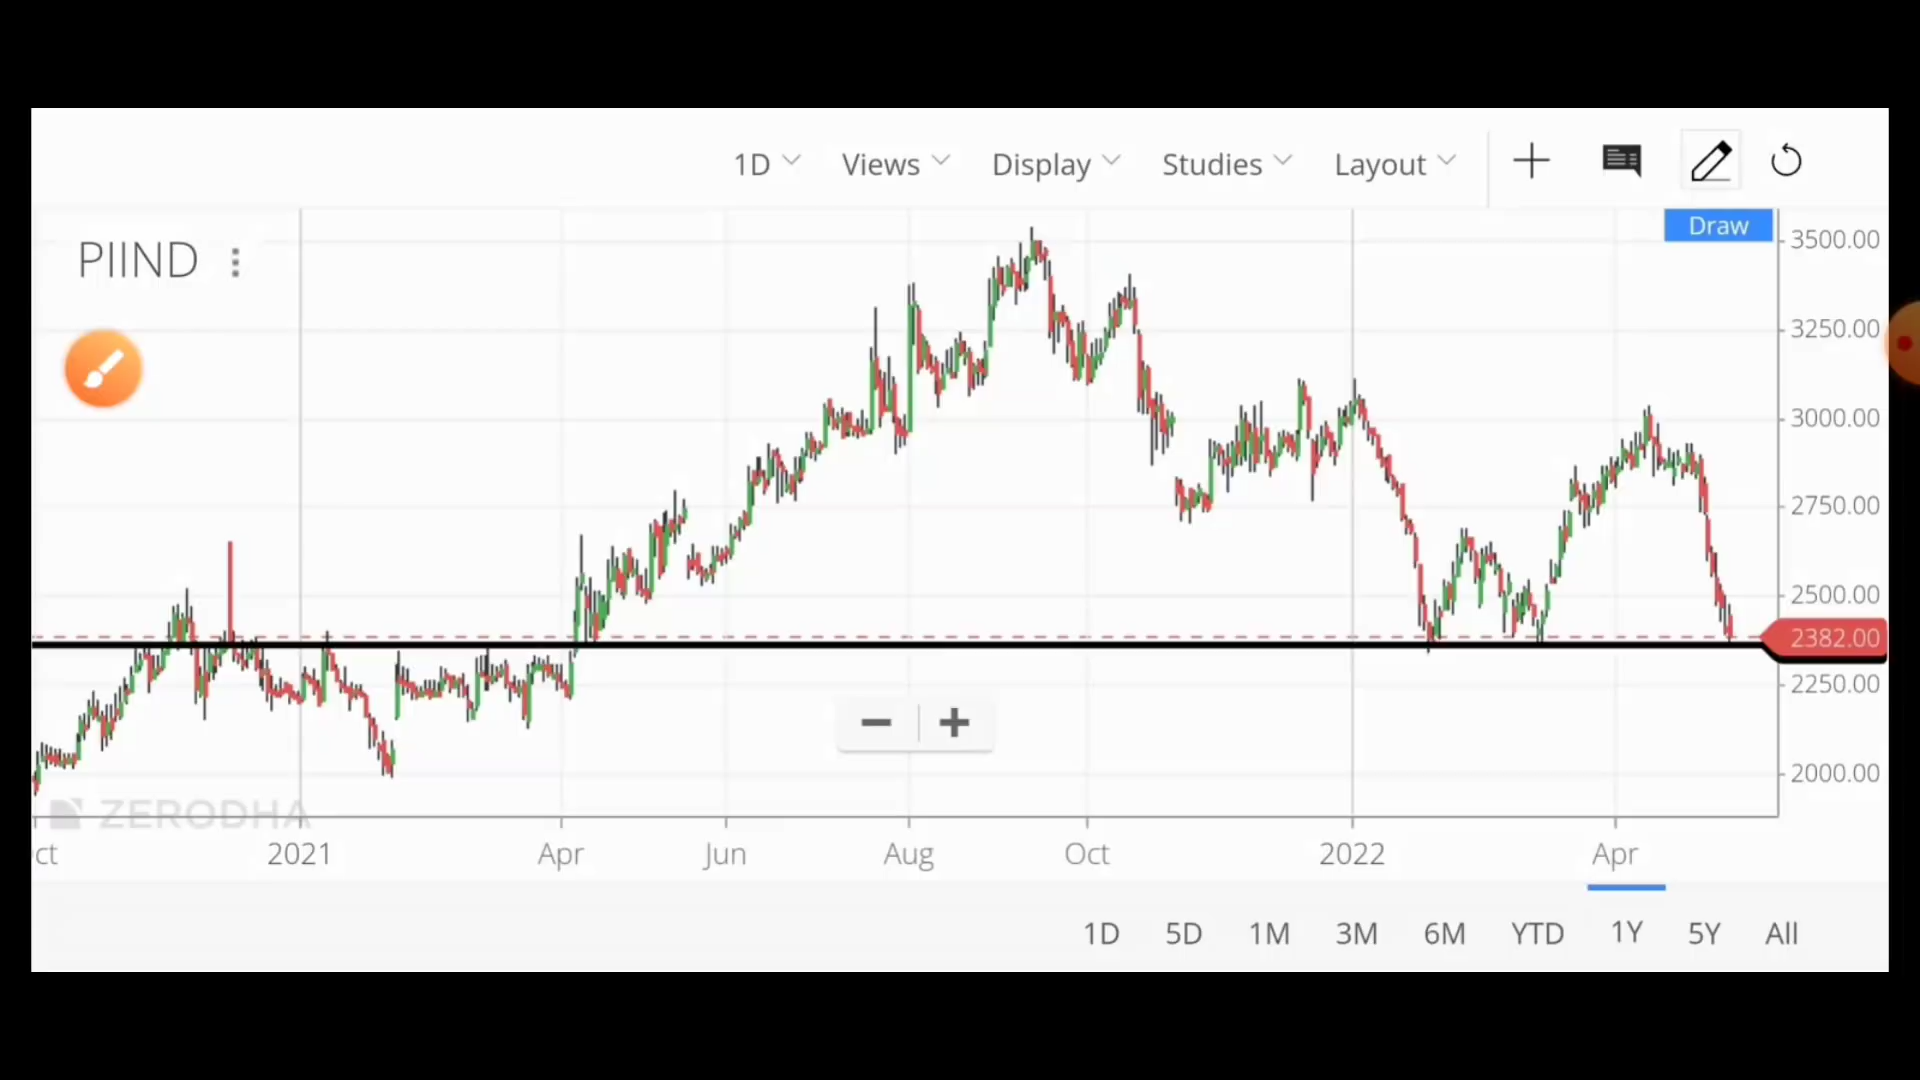 1D Views Display Studies Layout
Draw
PIIND
3500.00
3250.00
3000.00
2750.00
2500.00
2382.00
2250.00
2000.00
ZERODHA
ct 2021 Apr Jun Aug Oct 2022 Apr
1D 5D 1M 3M 6M YTD 1Y 5Y All